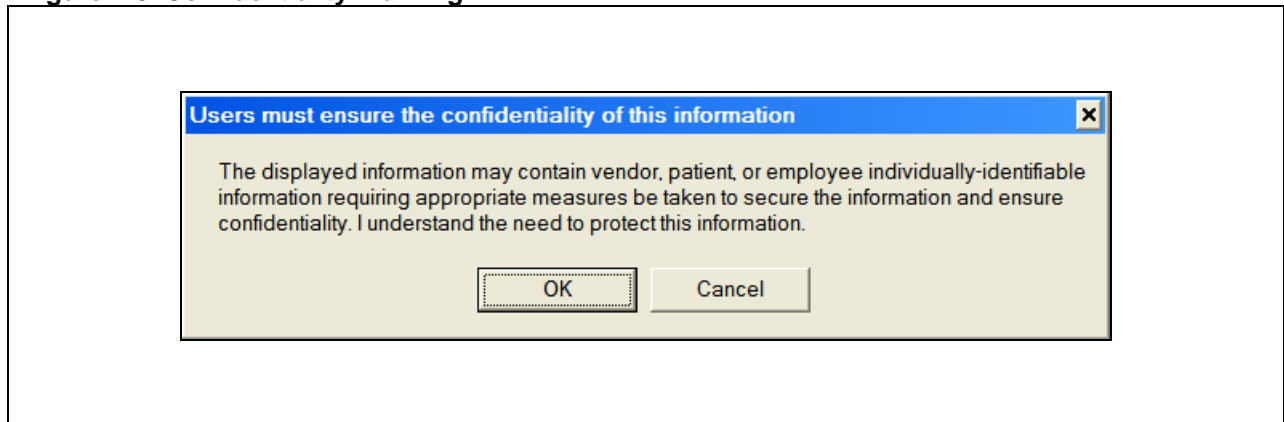 Users must ensure the confidentiality of this information
The displayed information may contain vendor, patient, or employee individually-identifiable
information requiring appropriate measures be taken to secure the information and ensure
confidentiality. I understand the need to protect this information.
OK
Cancel